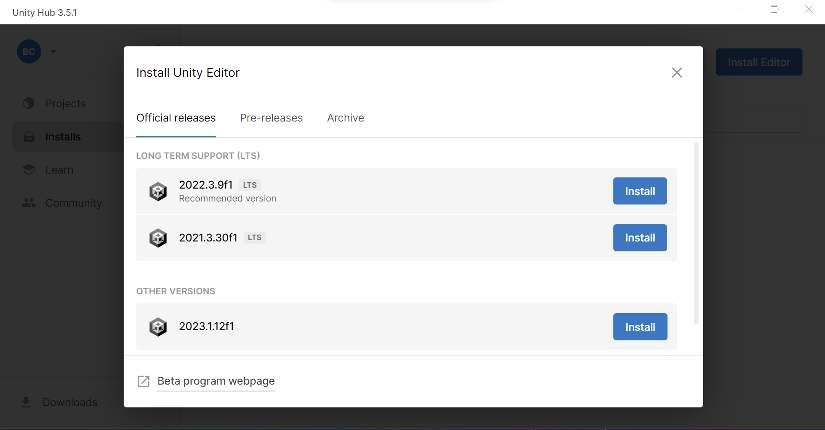 Unity Hub 3.5.1
BC
Install Editor
Projects
Installs
Learn
Community
Downloads
Install Unity Editor
Official releases
Pre-releases
Archive
LONG TERM SUPPORT (LTS)
2022.3.9f1 LTS
Recommended version
Install
2021.3.30f1 LTS
Install
OTHER VERSIONS
2023.1.12f1
Install
Beta program webpage